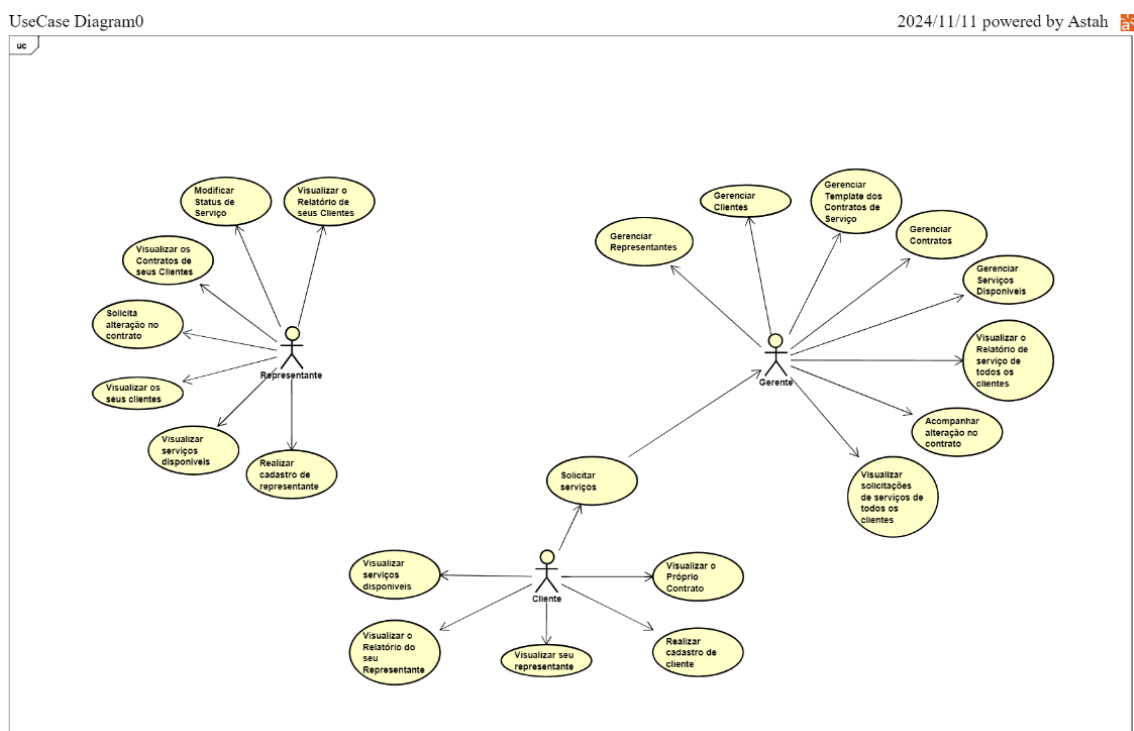 UseCase Diagram0
2024/11/11 powered by Astah
uc
Modificar
Status de
Serviço
Visualizar o
Relatório de
seus Clientes
Visualizar os
Contratos de
seus Clientes
Solicita
alteração no
contrato
Visualizar os
seus clientes
Visualizar
serviços
disponíveis
Realizar
cadastro de
representante
Representante
Gerenciar
Representantes
Gerenciar
Clientes
Gerenciar
Template dos
Contratos de
Serviço
Gerenciar
Contratos
Gerenciar
Serviços
Disponíveis
Visualizar o
Relatório de
serviço de
todos os
clientes
Acompanhar
alteração no
contrato
Visualizar
solicitações
de serviços de
todos os
clientes
Gerente
Solicitar
serviços
Visualizar
serviços
disponíveis
Visualizar o
Relatório do
seu
Representante
Visualizar seu
representante
Realizar
cadastro de
cliente
Visualizar o
Próprio
Contrato
Cliente